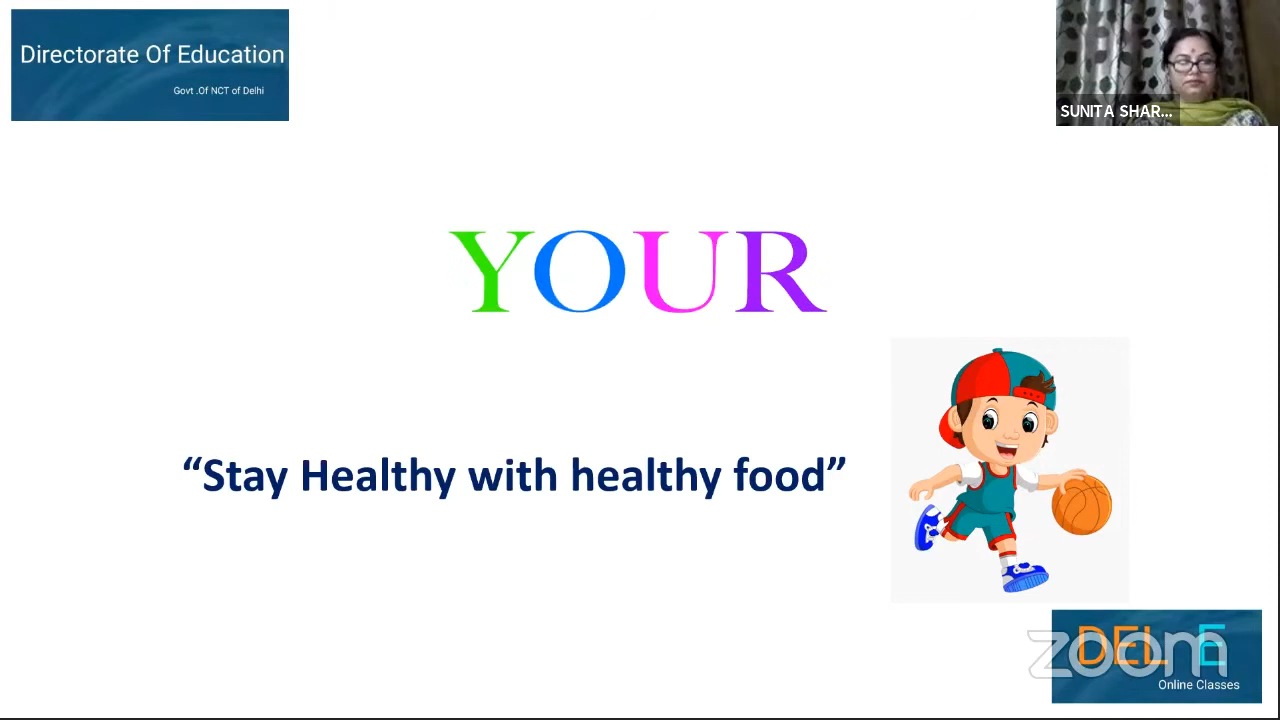 Directorate Of Education
Govt .Of NCT of Delhi
SUNITA SHAR...
YOUR
“Stay Healthy with healthy food”
DEL E
zoom
Online Classes